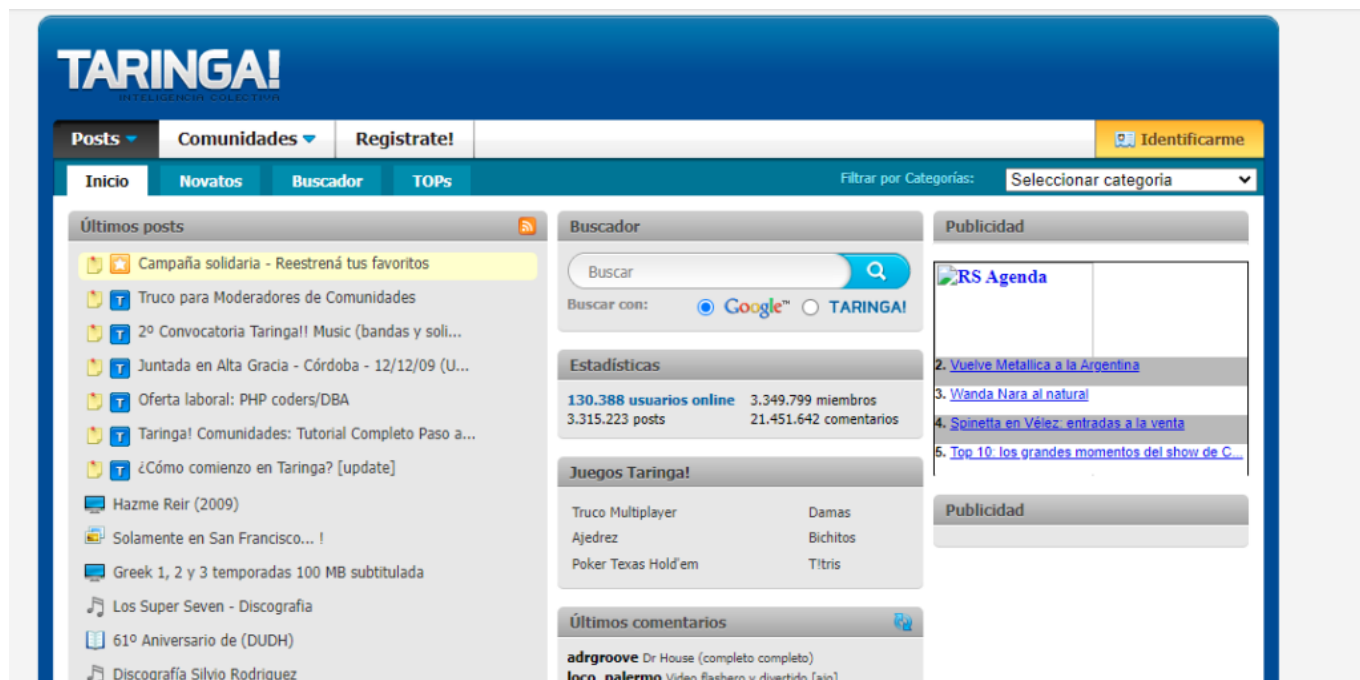 TARINGA!
INTELIGENCIA COLECTIVA
Posts Comunidades Registrate! Identificarme
Inicio Novatos Buscador TOPs Filtrar por Categorías: Seleccionar categoria
Últimos posts
Campaña solidaria - Reestrená tus favoritos
Truco para Moderadores de Comunidades
2º Convocatoria Taringa!! Music (bandas y soli...
Juntada en Alta Gracia - Córdoba - 12/12/09 (U...
Oferta laboral: PHP coders/DBA
Taringa! Comunidades: Tutorial Completo Paso a...
¿Cómo comienzo en Taringa? [update]
Hazme Reir (2009)
Solamente en San Francisco... !
Greek 1, 2 y 3 temporadas 100 MB subtitulada
Los Super Seven - Discografia
61º Aniversario de (DUDH)
Discografía Silvio Rodriguez
Buscador
Buscar
Buscar con: Google™ TARINGA!
Estadísticas
130.388 usuarios online 3.349.799 miembros
3.315.223 posts 21.451.642 comentarios
Juegos Taringa!
Truco Multiplayer Damas
Ajedrez Bichitos
Poker Texas Hold'em T!tris
Últimos comentarios
adrgroove Dr House (completo completo)
loco_palermo Video flashero y divertido [ajo]
Publicidad
RS Agenda
2. Vuelve Metallica a la Argentina
3. Wanda Nara al natural
4. Spinetta en Vélez: entradas a la venta
5. Top 10: los grandes momentos del show de C...
Publicidad